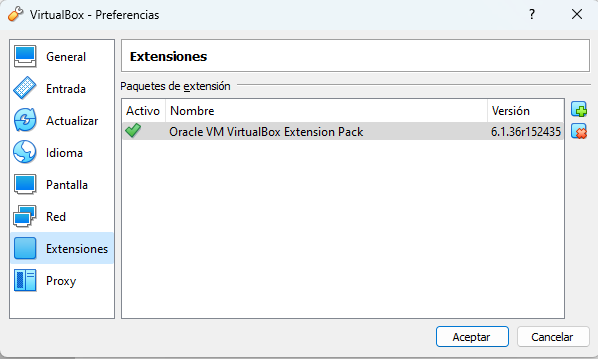 VirtualBox - Preferencias
?
General
Entrada
Actualizar
Idioma
Pantalla
Red
Extensiones
Proxy
Extensiones
Paquetes de extensión
Activo Nombre Versión
Oracle VM VirtualBox Extension Pack 6.1.36r152435
Aceptar Cancelar